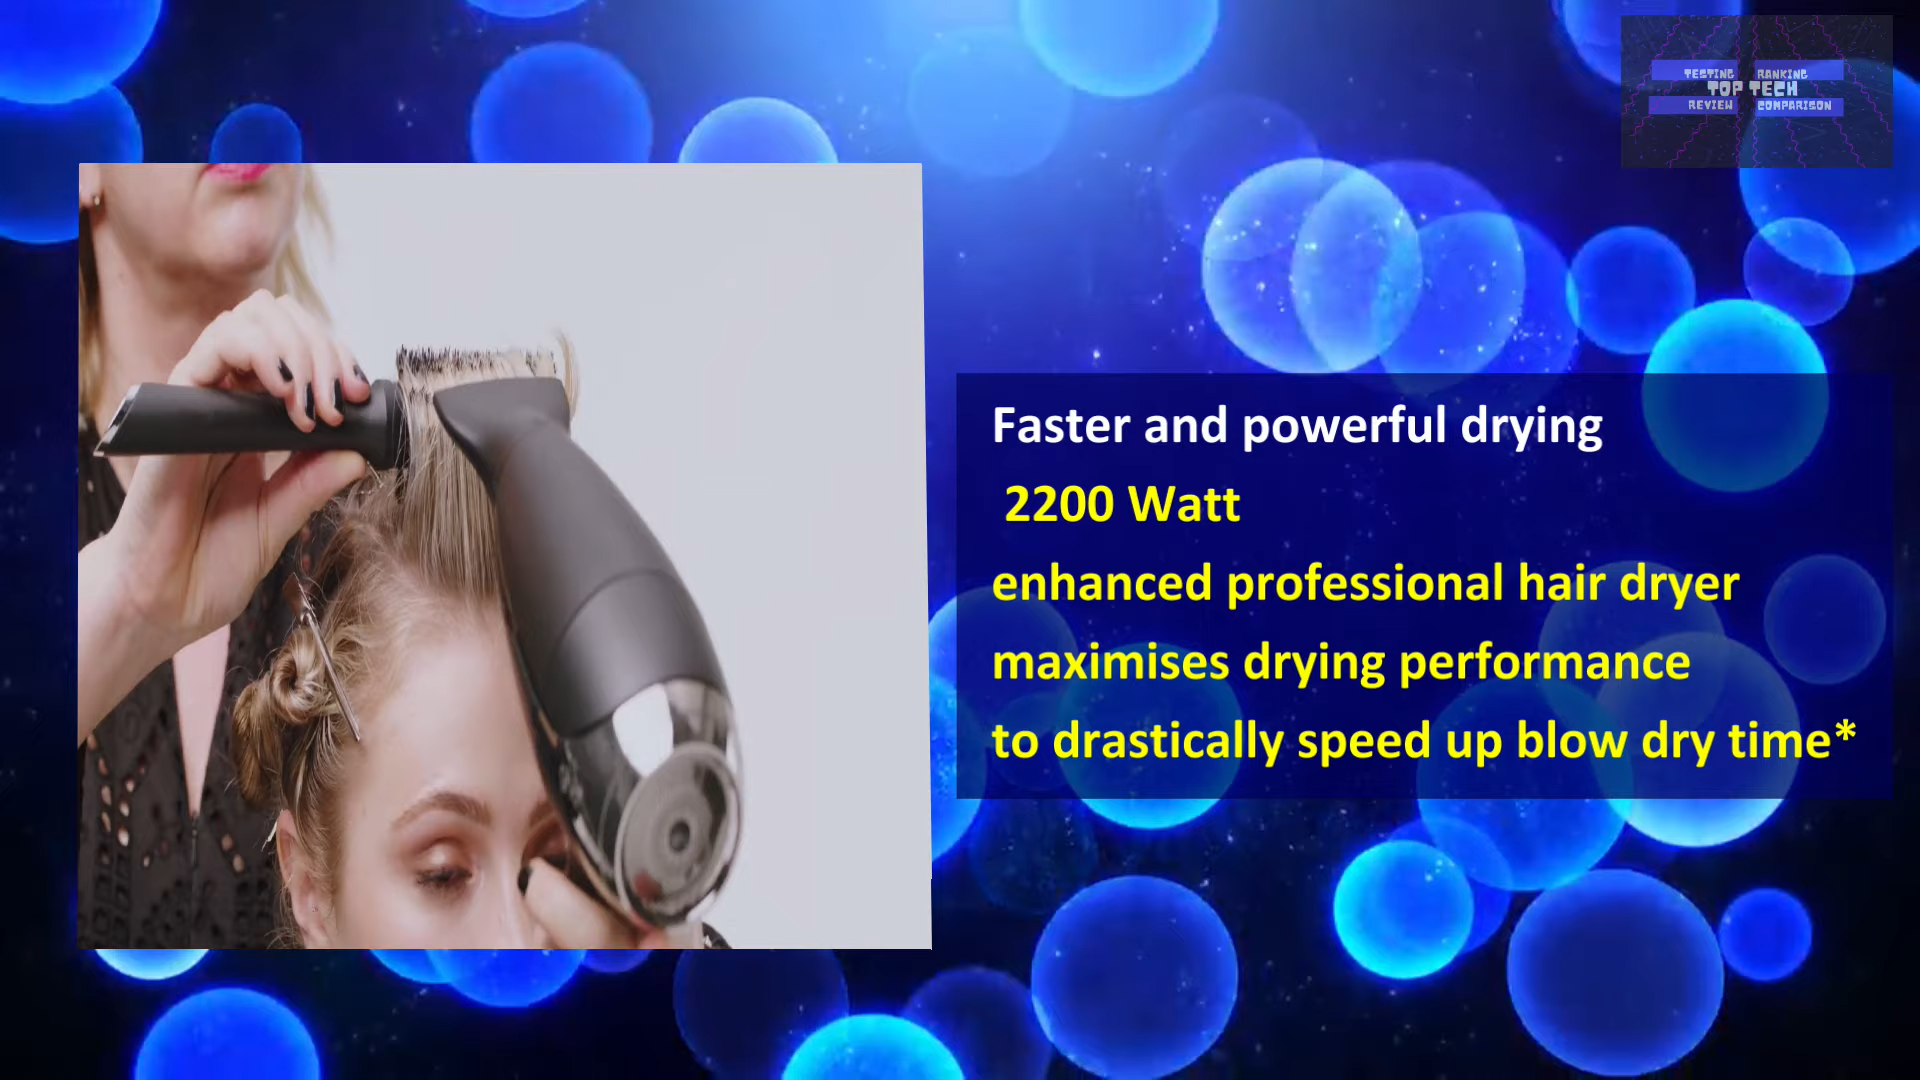 TESTING RANKING
TOP TECH
REVIEW COMPARISON
Faster and powerful drying
2200 Watt
enhanced professional hair dryer
maximises drying performance
to drastically speed up blow dry time*